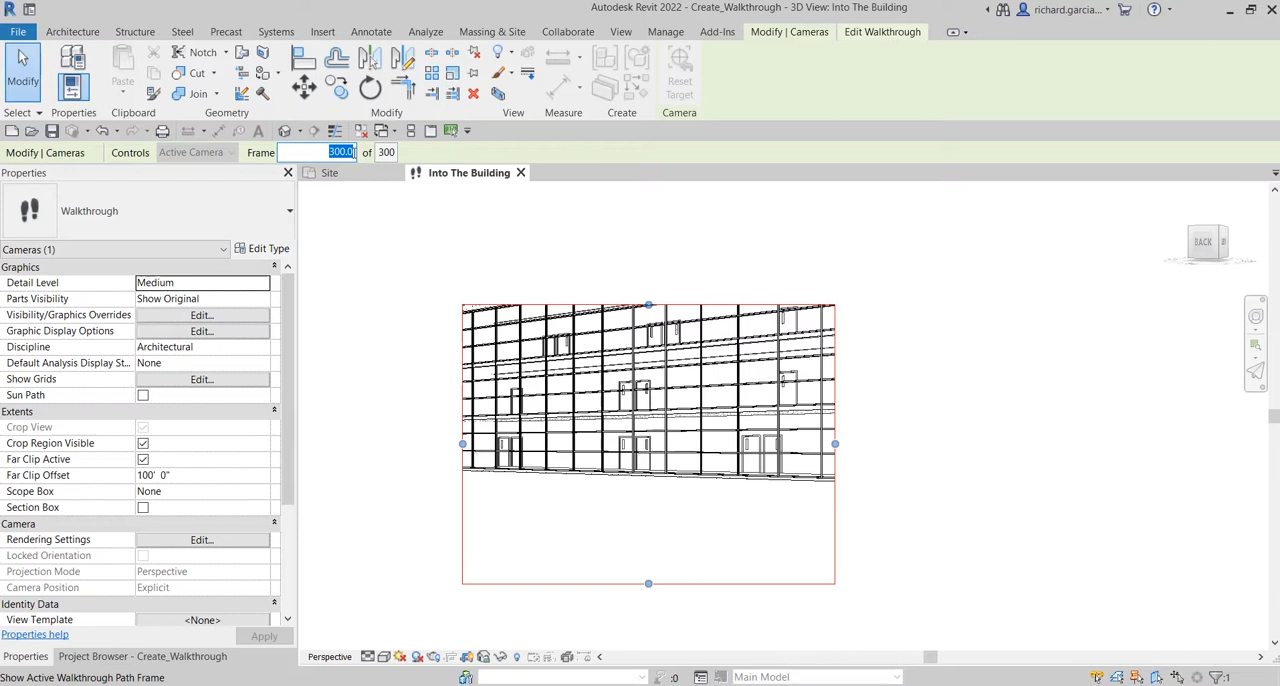 Autodesk Revit 2022 - Create_Walkthrough - 3D View: Into The Building
richard.garcia...
File Architecture Structure Steel Precast Systems Insert Annotate Analyze Massing & Site Collaborate View Manage Add-Ins Modify | Cameras Edit Walkthrough
Modify
Paste
Notch
Cut
Join
Reset
Target
Select Properties Clipboard Geometry Modify View Measure Create Camera
Modify | Cameras Controls Active Camera Frame 300.0 of 300
Properties
Site
Into The Building
Walkthrough
Cameras (1)
Edit Type
Graphics
Detail Level Medium
Parts Visibility Show Original
Visibility/Graphics Overrides Edit...
Graphic Display Options Edit...
Discipline Architectural
Default Analysis Display St... None
Show Grids Edit...
Sun Path
Extents
Crop View
Crop Region Visible
Far Clip Active
Far Clip Offset 100' 0"
Scope Box None
Section Box
Camera
Rendering Settings Edit...
Locked Orientation
Projection Mode Perspective
Camera Position Explicit
Identity Data
View Template <None>
Properties help
Apply
BACK
Properties
Project Browser - Create_Walkthrough
Perspective
Show Active Walkthrough Path Frame
:0
Main Model
:1